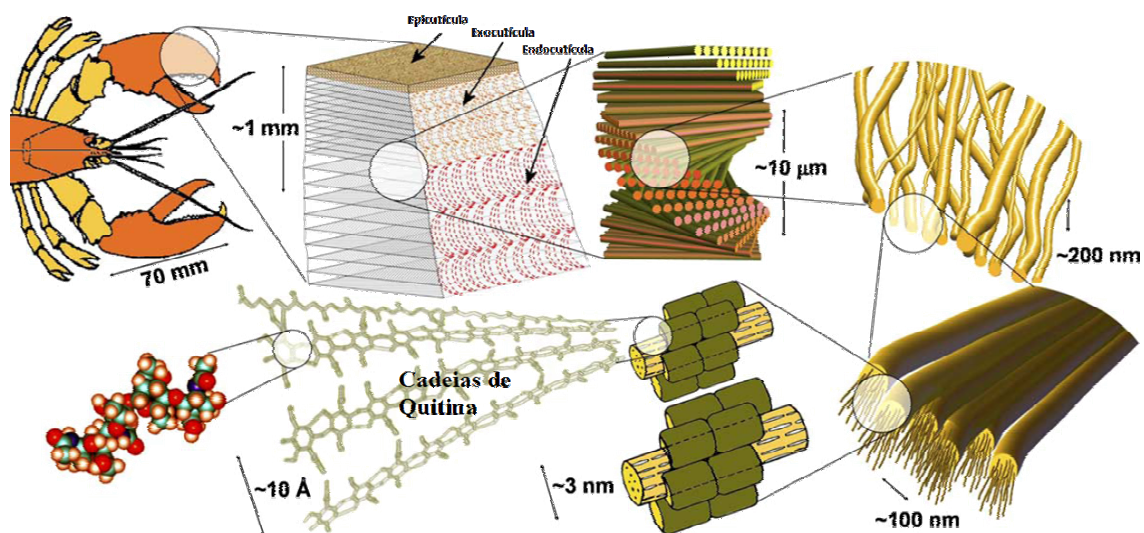 Epicutícula
Exocutícula
Endocutícula
~1 mm
70 mm
~10 µm
~200 nm
Cadeias de
Quitina
~10 Å
~3 nm
~100 nm